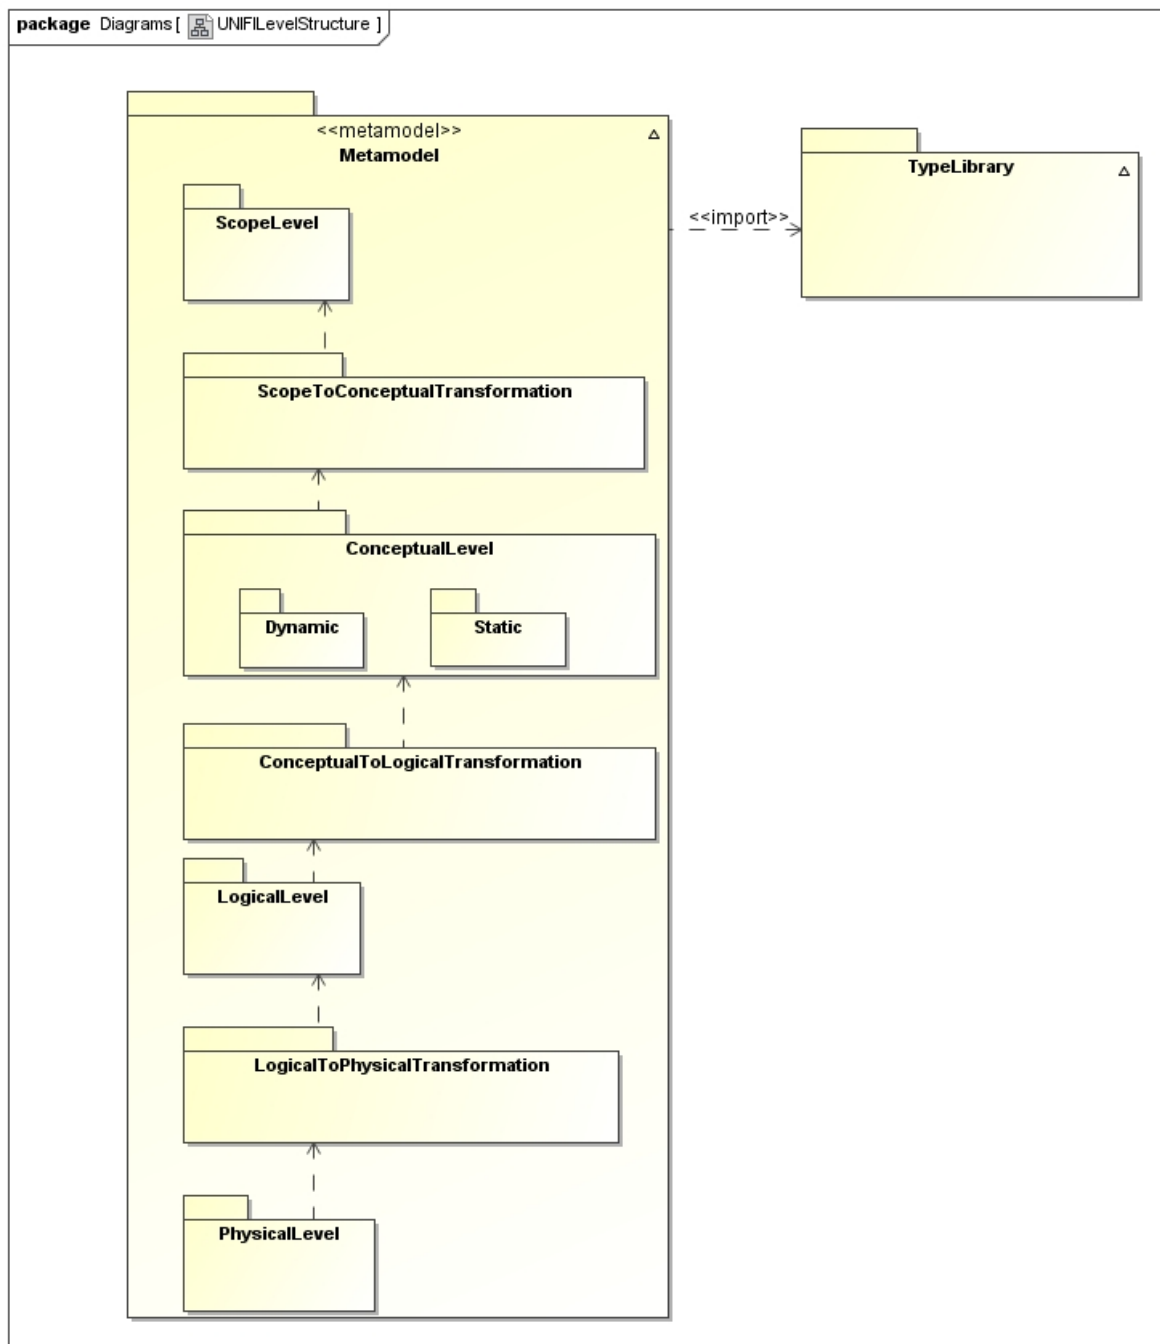 package Diagrams [ UNIFILevelStructure ]
<<metamodel>>
Metamodel
TypeLibrary
ScopeLevel
<<import>>
ScopeToConceptualTransformation
ConceptualLevel
Dynamic
Static
ConceptualToLogicalTransformation
LogicalLevel
LogicalToPhysicalTransformation
PhysicalLevel